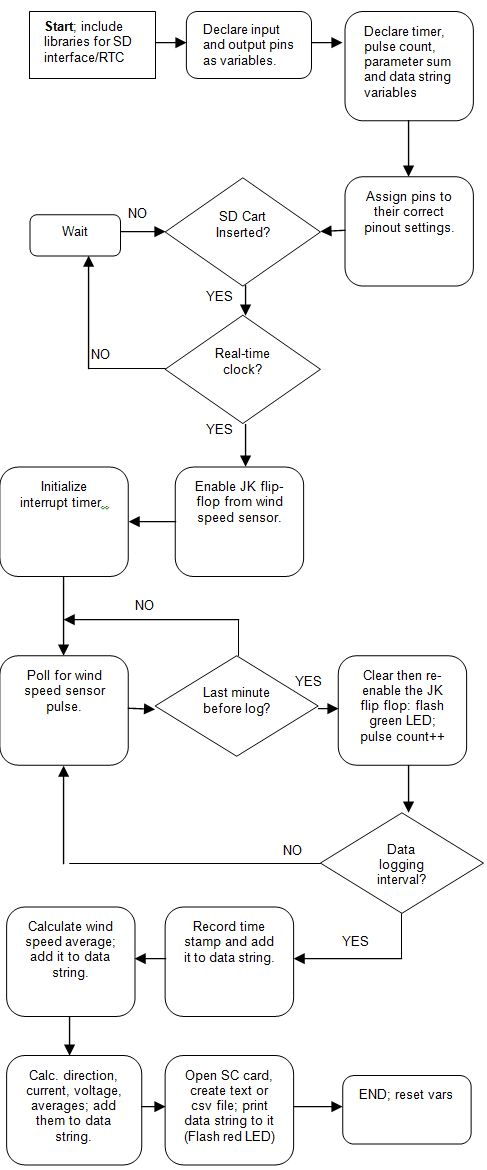 Start; include
libraries for SD
interface/RTC
Declare input
and output pins
as variables.
Declare timer,
pulse count,
parameter sum
and data string
variables
Assign pins to
their correct
pinout settings.
SD Cart
Inserted?
NO
Wait
YES
Real-time
clock?
NO
YES
Enable JK flip-
flop from wind
speed sensor.
Initialize
interrupt timer.
NO
Poll for wind
speed sensor
pulse.
Last minute
before log?
YES
Clear then re-
enable the JK
flip flop: flash
green LED;
pulse count++
Data
logging
interval?
NO
YES
Record time
stamp and add
it to data string.
Calculate wind
speed average;
add it to data
string.
Calc. direction,
current, voltage,
averages; add
them to data
string.
Open SC card,
create text or
csv file; print
data string to it
(Flash red LED)
END; reset vars